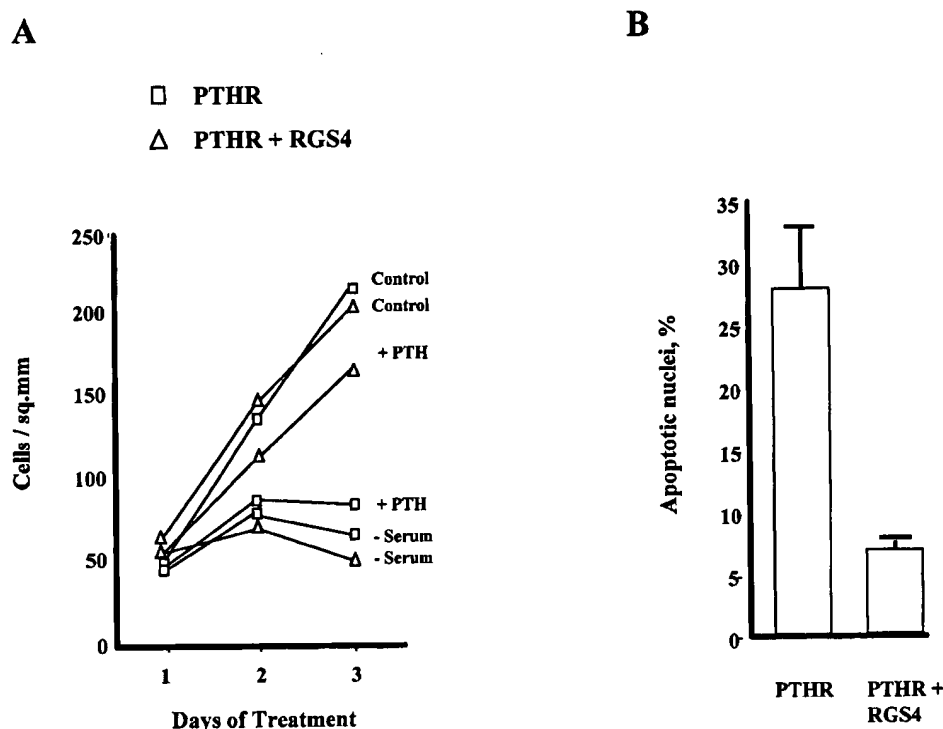 A
PTHR
PTHR + RGS4
250
200
150
100
50
0
Cells / sq.mm
Control
Control
+ PTH
+ PTH
- Serum
- Serum
1 2 3
Days of Treatment
B
35
30
25
20
15
10
5
0
Apoptotic nuclei, %
PTHR
PTHR +
RGS4